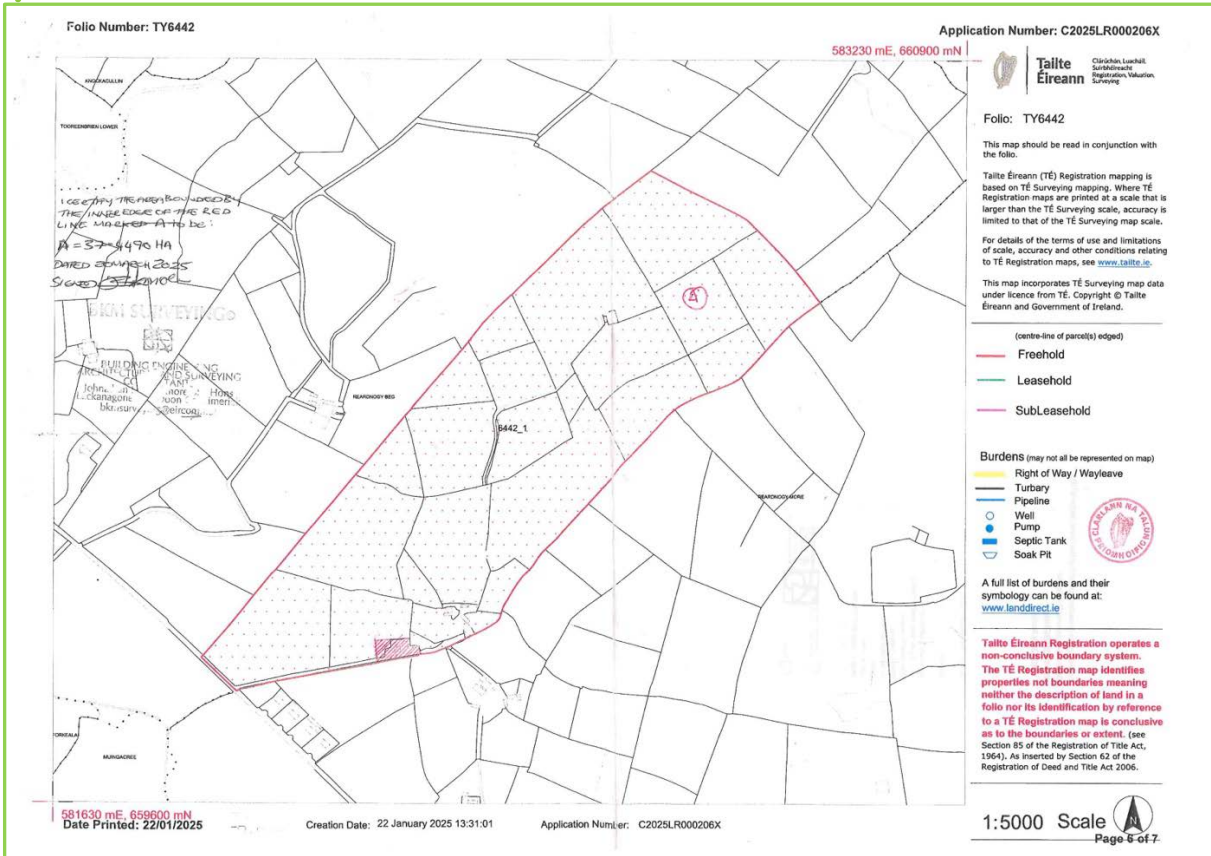 Folio Number: TY6442
Application Number: C2025LR000206X
583230 mE, 660900 mN
Tailte
Éireann
Clárúchán, Luacháil,
Suirbhéireacht
Registration, Valuation,
Surveying
Folio: TY6442
This map should be read in conjunction with
the folio.
Tailte Éireann (TÉ) Registration mapping is
based on TÉ Surveying mapping. Where TÉ
Registration maps are printed at a scale that is
larger than the TÉ Surveying scale, accuracy is
limited to that of the TÉ Surveying map scale.
For details of the terms of use and limitations
of scale, accuracy and other conditions relating
to TÉ Registration maps, see www.tailte.ie.
This map incorporates TÉ Surveying map data
under licence from TÉ. Copyright © Tailte
Éireann and Government of Ireland.
(centre-line of parcel(s) edged)
Freehold
Leasehold
SubLeasehold
Burdens (may not all be represented on map)
Right of Way / Wayleave
Turbary
Pipeline
Well
Pump
Septic Tank
Soak Pit
A full list of burdens and their
symbology can be found at:
www.landdirect.ie
Tailte Éireann Registration operates a
non-conclusive boundary system.
The TÉ Registration map identifies
properties not boundaries meaning
neither the description of land in a
folio nor its identification by reference
to a TÉ Registration map is conclusive
as to the boundaries or extent. (see
Section 85 of the Registration of Title Act,
1964). As inserted by Section 62 of the
Registration of Deed and Title Act 2006.
1:5000 Scale
N
Page 6 of 7
KNOCKACULLIN
TOOREENBRIEN LOWER
I CERTIFY THE AREA BOUNDED BY
THE INNER EDGE OF THE RED
LINE MARKED A to be:
A = 37.4490 HA
DATED 20 MARCH 2025
SIGNED
BKM SURVEYING
BUILDING ENGINEERING
AND SURVEYING
REARDNOGY BEG
6442_1
A
REARDNOGY MORE
MUNGACREE
581630 mE, 659600 mN
Date Printed: 22/01/2025
Creation Date: 22 January 2025 13:31:01
Application Number: C2025LR000206X